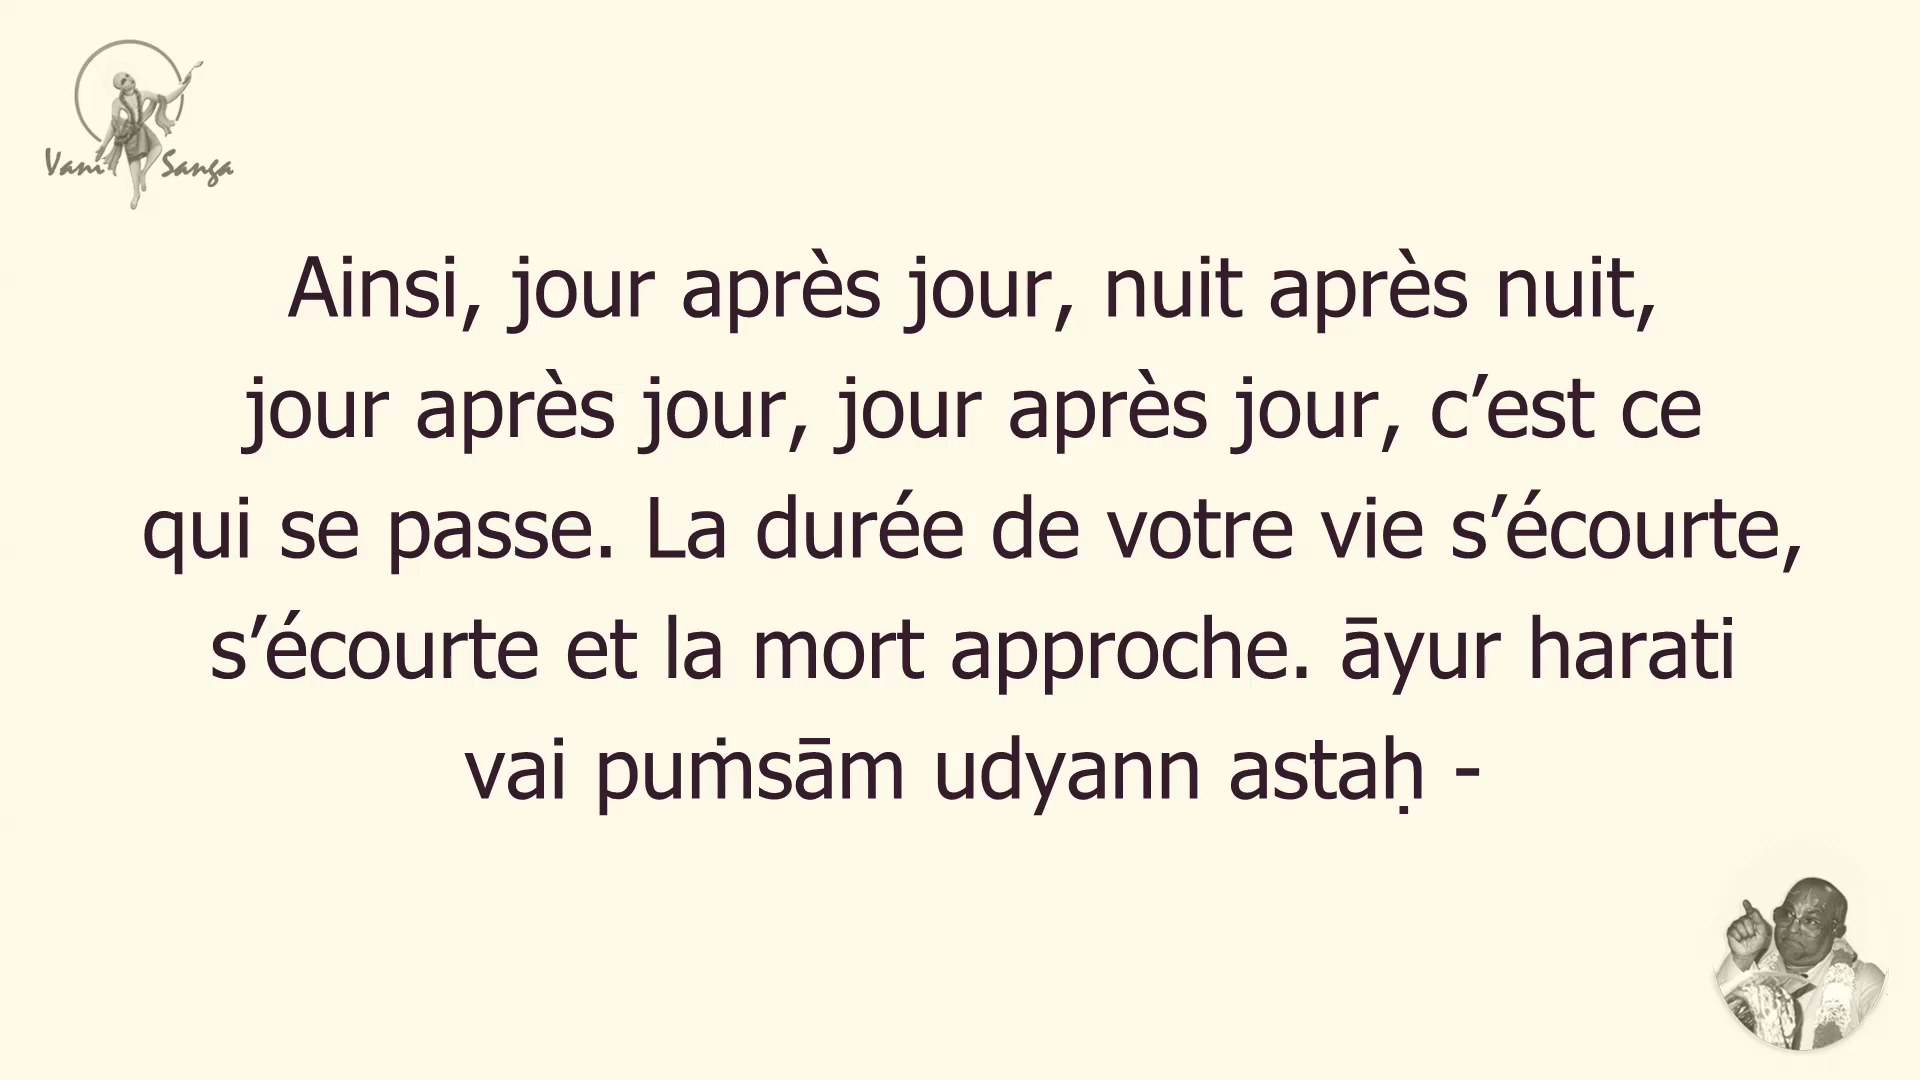 Vani Sanga
Ainsi, jour après jour, nuit après nuit,
jour après jour, jour après jour, c’est ce
qui se passe. La durée de votre vie s’écourte,
s’écourte et la mort approche. āyur harati
vai puṁsām udyann astaḥ -